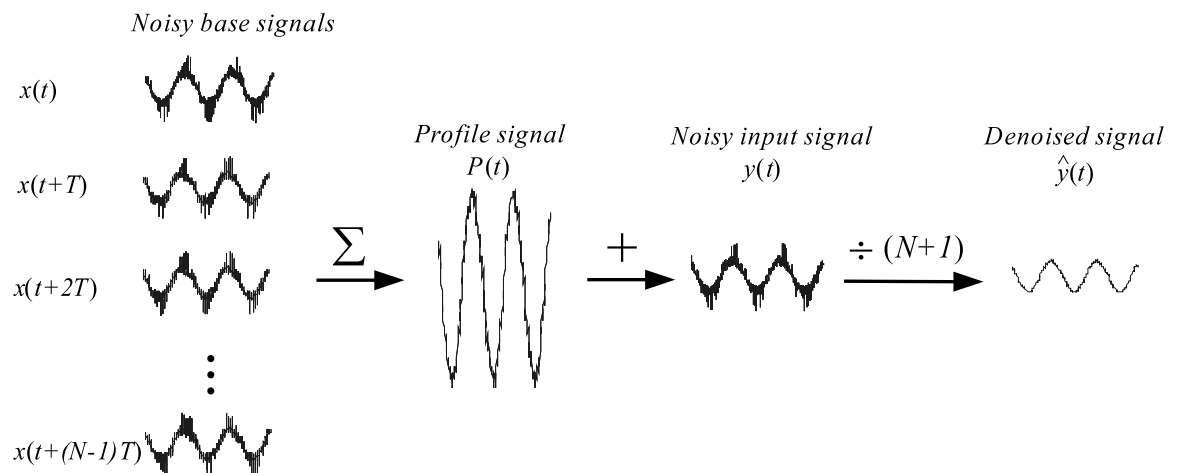 Noisy base signals
x(t)
x(t+T)
x(t+2T)
x(t+(N-1)T)
Σ
Profile signal
P(t)
+
Noisy input signal
y(t)
÷ (N+1)
Denoised signal
ŷ(t)